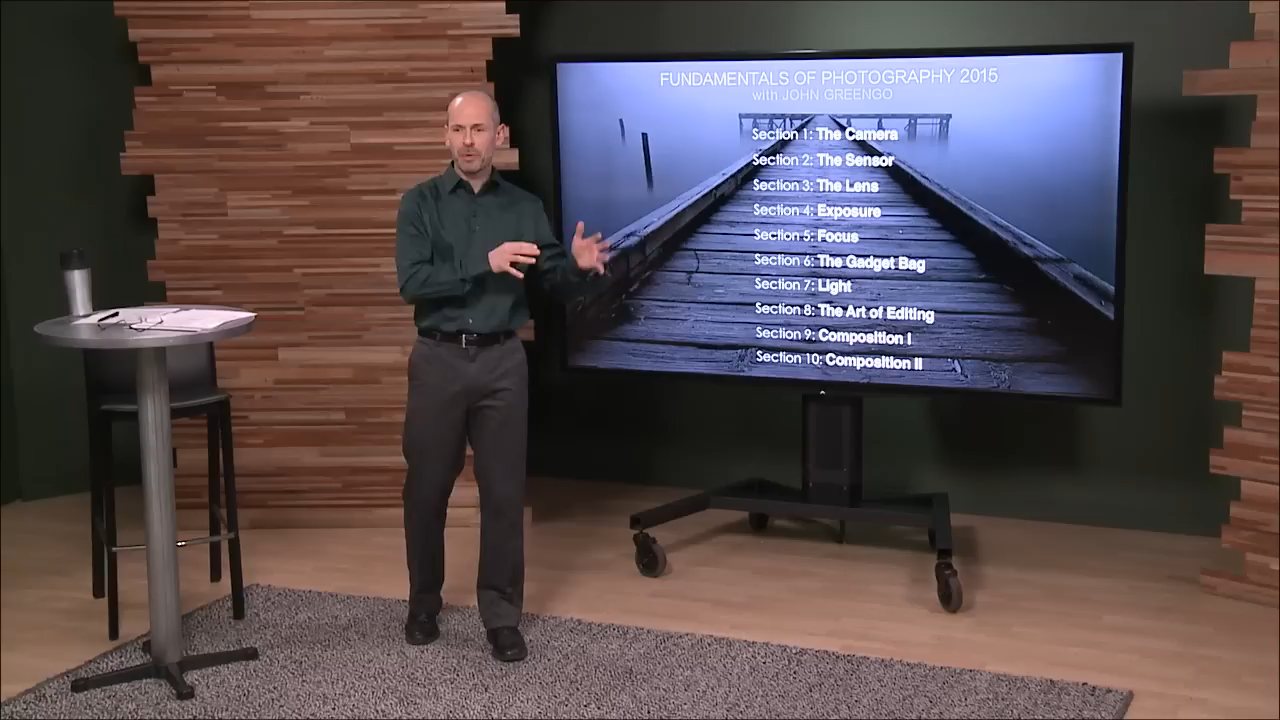 FUNDAMENTALS OF PHOTOGRAPHY 2015
with JOHN GREENGO
Section 1: The Camera
Section 2: The Sensor
Section 3: The Lens
Section 4: Exposure
Section 5: Focus
Section 6: The Gadget Bag
Section 7: Light
Section 8: The Art of Editing
Section 9: Composition I
Section 10: Composition II